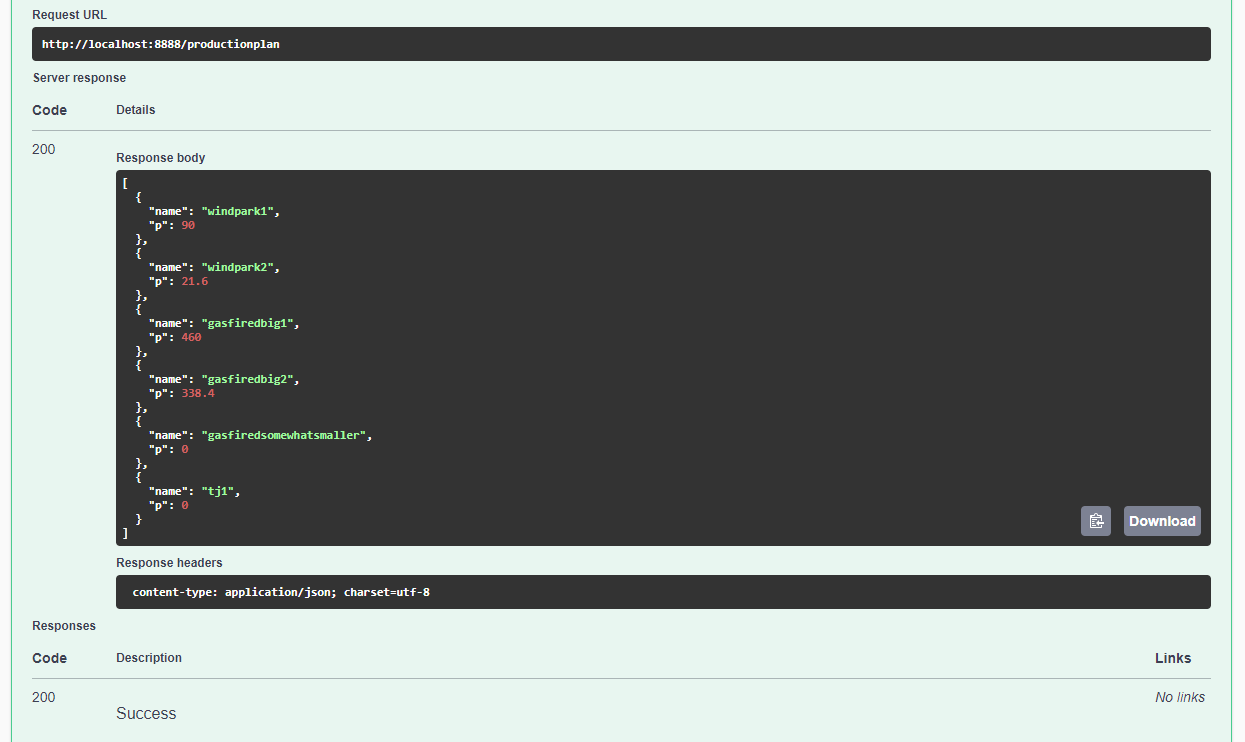 Request URL
http://localhost:8888/productionplan
Server response
Code Details
200
Response body
[
  {
    "name": "windpark1",
    "p": 90
  },
  {
    "name": "windpark2",
    "p": 21.6
  },
  {
    "name": "gasfiredbig1",
    "p": 460
  },
  {
    "name": "gasfiredbig2",
    "p": 338.4
  },
  {
    "name": "gasfiredsomewhatsmaller",
    "p": 0
  },
  {
    "name": "tj1",
    "p": 0
  }
]
Download
Response headers
content-type: application/json; charset=utf-8
Responses
Code Description Links
200 No links
Success